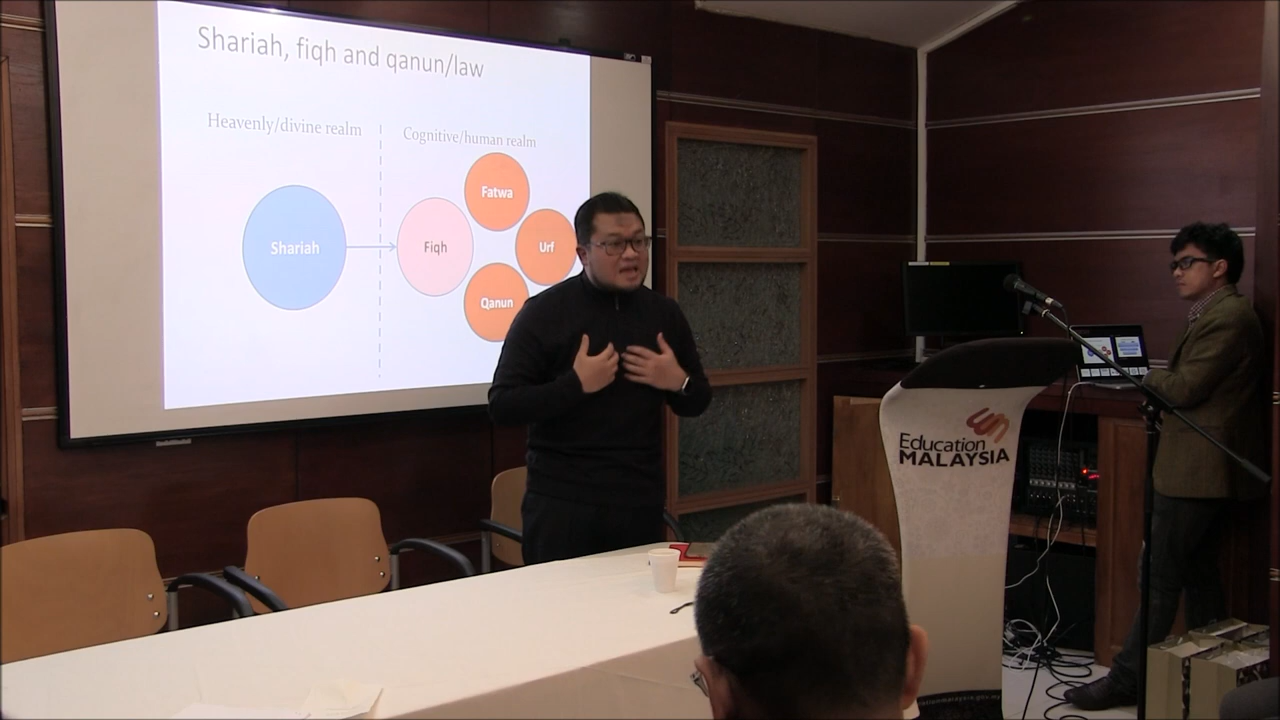 Shariah, fiqh and qanun/law
Heavenly/divine realm
Cognitive/human realm
Shariah
Fiqh
Fatwa
Urf
Qanun
Education
MALAYSIA